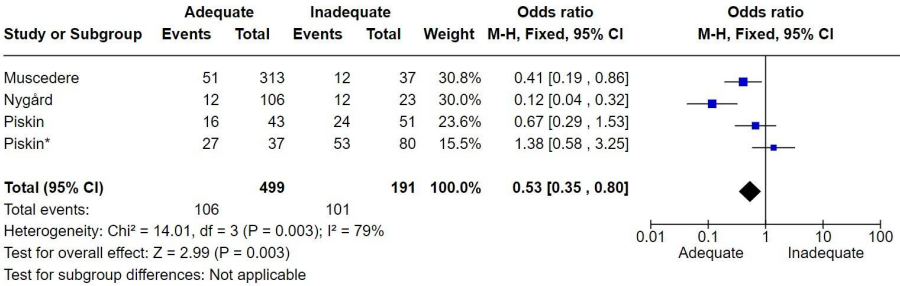 Adequate Inadequate Odds ratio Odds ratio
Study or Subgroup Events Total Events Total Weight M-H, Fixed, 95% CI M-H, Fixed, 95% CI
Muscedere 51 313 12 37 30.8% 0.41 [0.19 , 0.86]
Nygård 12 106 12 23 30.0% 0.12 [0.04 , 0.32]
Piskin 16 43 24 51 23.6% 0.67 [0.29 , 1.53]
Piskin* 27 37 53 80 15.5% 1.38 [0.58 , 3.25]
Total (95% CI) 499 191 100.0% 0.53 [0.35 , 0.80]
Total events: 106 101
Heterogeneity: Chi² = 14.01, df = 3 (P = 0.003); I² = 79%
Test for overall effect: Z = 2.99 (P = 0.003)
Test for subgroup differences: Not applicable
0.01 0.1 1 10 100
Adequate Inadequate